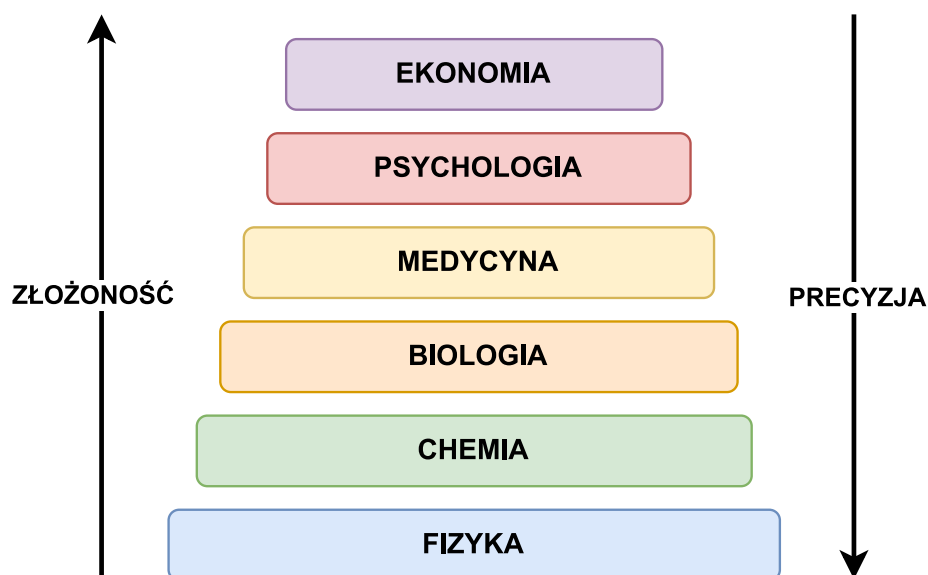 EKONOMIA
PSYCHOLOGIA
MEDYCYNA
ZŁOŻONOŚĆ
PRECYZJA
BIOLOGIA
CHEMIA
FIZYKA